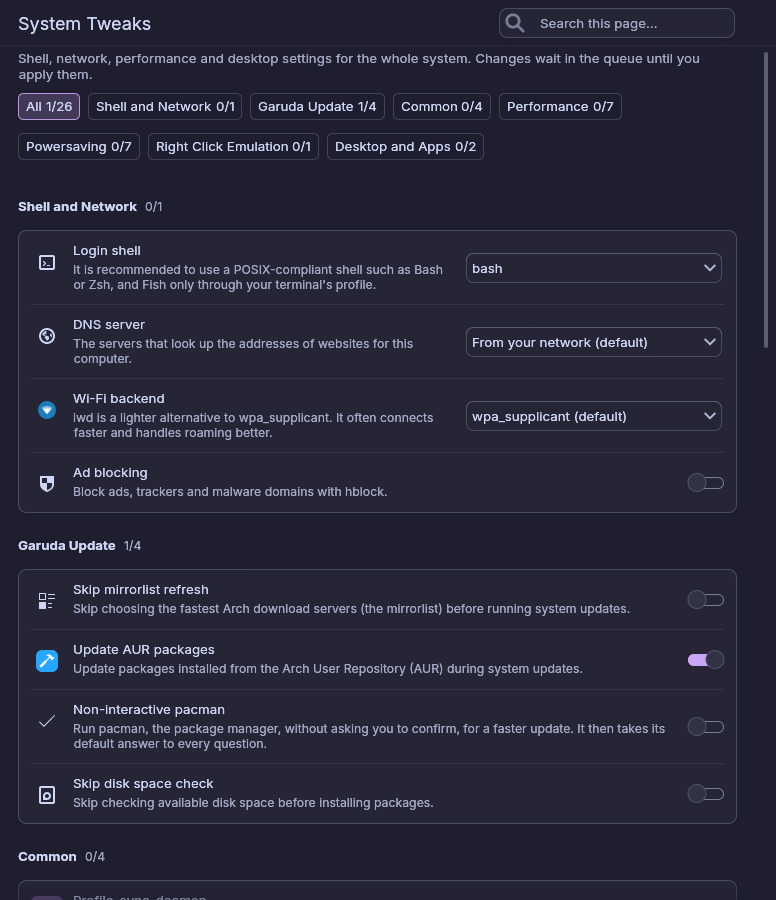 System Tweaks
Search this page...
Shell, network, performance and desktop settings for the whole system. Changes wait in the queue until you
apply them.
All 1/26
Shell and Network 0/1
Garuda Update 1/4
Common 0/4
Performance 0/7
Powersaving 0/7
Right Click Emulation 0/1
Desktop and Apps 0/2
Shell and Network 0/1
Login shell
It is recommended to use a POSIX-compliant shell such as Bash
or Zsh, and Fish only through your terminal's profile.
bash
DNS server
The servers that look up the addresses of websites for this
computer.
From your network (default)
Wi-Fi backend
iwd is a lighter alternative to wpa_supplicant. It often connects
faster and handles roaming better.
wpa_supplicant (default)
Ad blocking
Block ads, trackers and malware domains with hblock.
Garuda Update 1/4
Skip mirrorlist refresh
Skip choosing the fastest Arch download servers (the mirrorlist) before running system updates.
Update AUR packages
Update packages installed from the Arch User Repository (AUR) during system updates.
Non-interactive pacman
Run pacman, the package manager, without asking you to confirm, for a faster update. It then takes its
default answer to every question.
Skip disk space check
Skip checking available disk space before installing packages.
Common 0/4